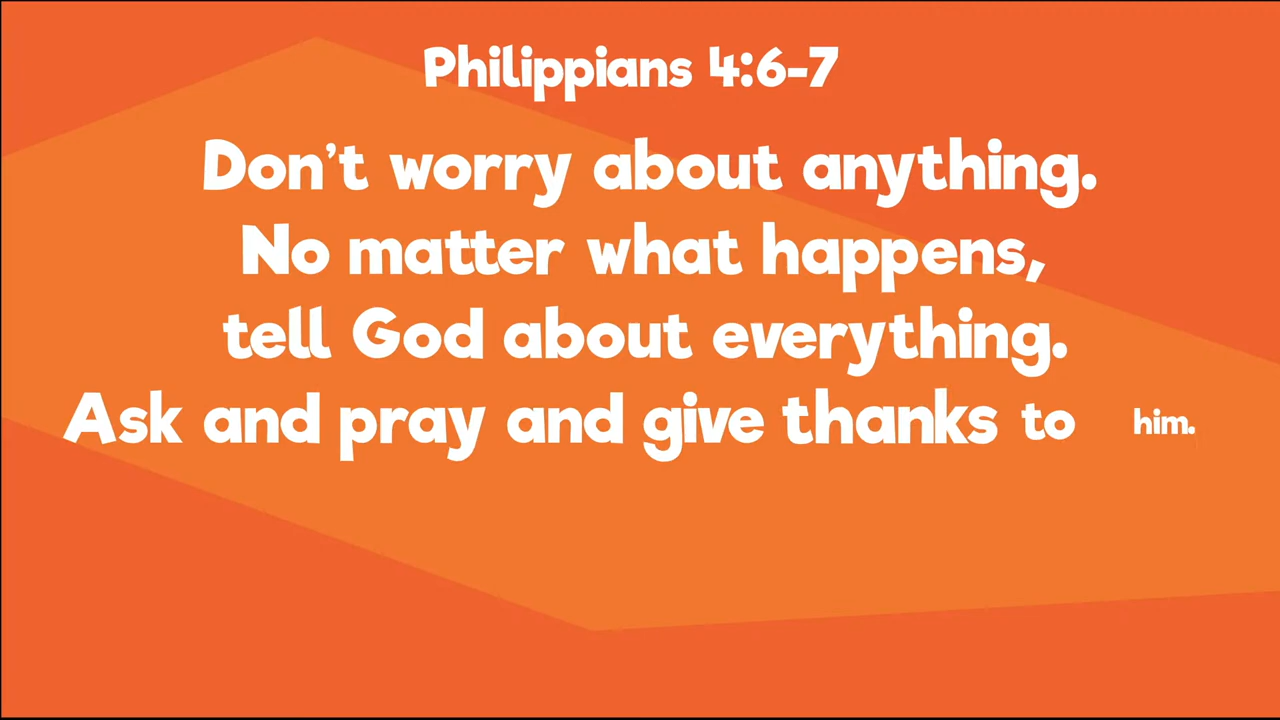 Philippians 4:6-7
Don't worry about anything.
No matter what happens,
tell God about everything.
Ask and pray and give thanks to him.